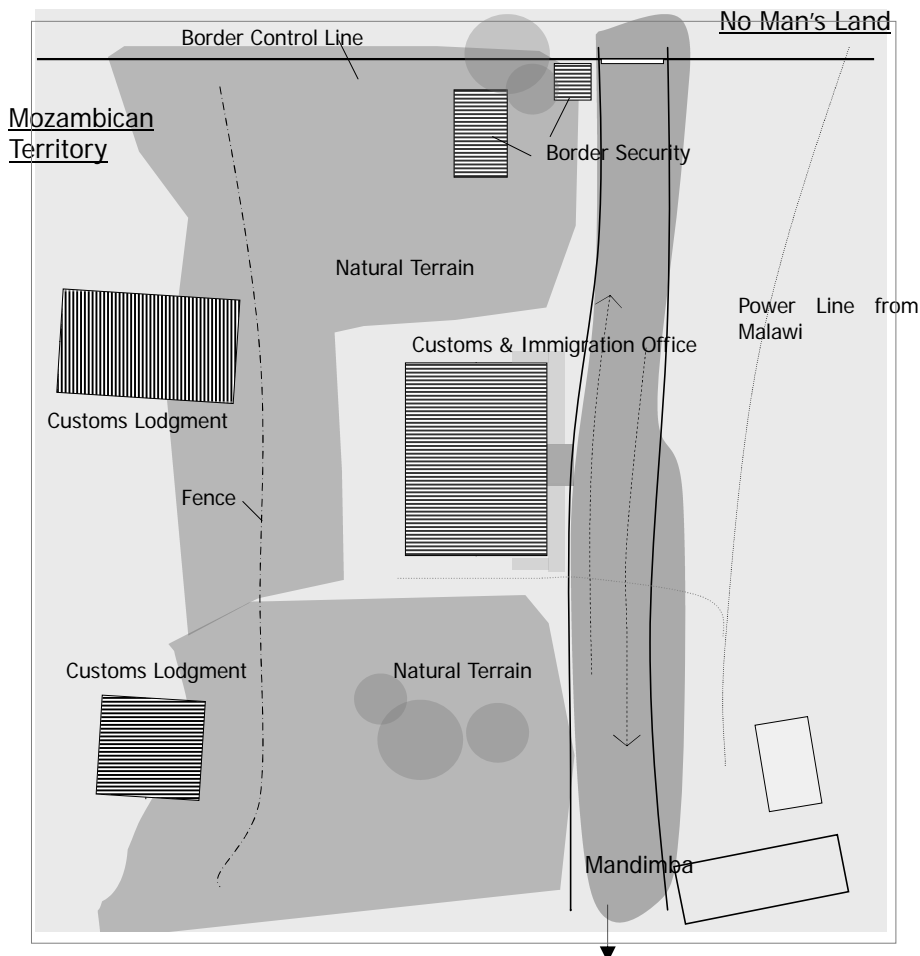 No Man's Land
Border Control Line
Mozambican
Territory
Border Security
Natural Terrain
Power Line from
Malawi
Customs & Immigration Office
Customs Lodgment
Fence
Customs Lodgment
Natural Terrain
Mandimba